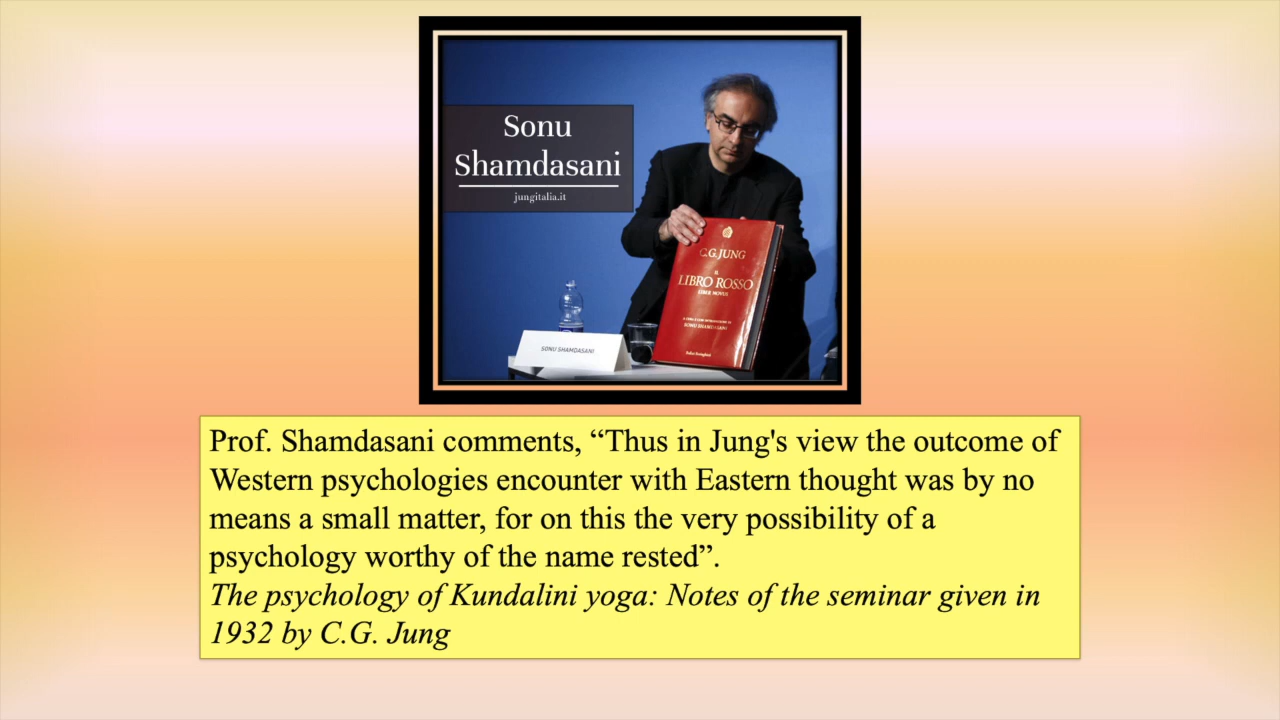 Sonu
Shamdasani
jungitalia.it
C.G. JUNG
IL
LIBRO ROSSO
LIBER NOVUS
SONU SHAMDASANI
SONU SHAMDASANI
Prof. Shamdasani comments, “Thus in Jung's view the outcome of
Western psychologies encounter with Eastern thought was by no
means a small matter, for on this the very possibility of a
psychology worthy of the name rested”.
The psychology of Kundalini yoga: Notes of the seminar given in
1932 by C.G. Jung